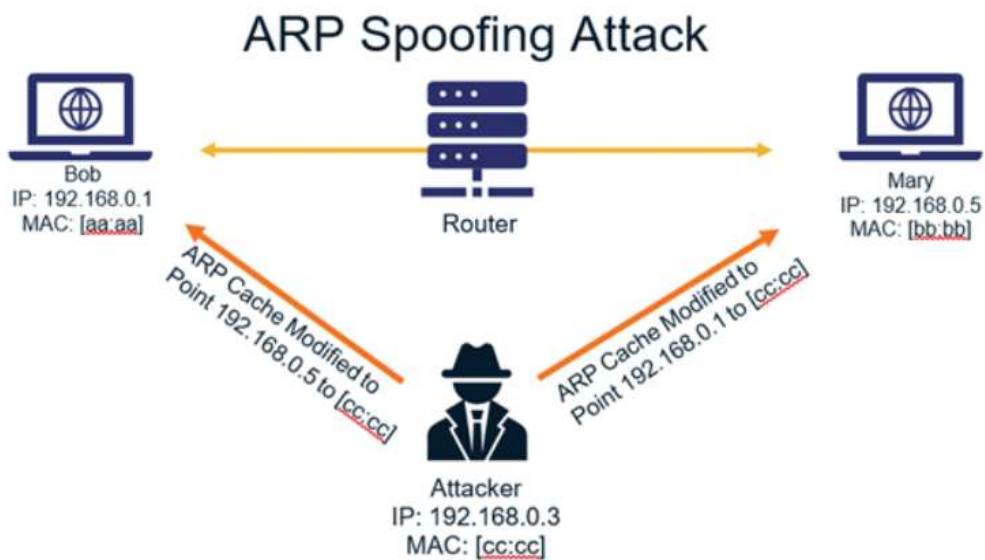 ARP Spoofing Attack
Bob
IP: 192.168.0.1
MAC: [aa:aa]
Router
Mary
IP: 192.168.0.5
MAC: [bb:bb]
ARP Cache Modified to
Point 192.168.0.5 to [cc:cc]
ARP Cache Modified to
Point 192.168.0.1 to [cc:cc]
Attacker
IP: 192.168.0.3
MAC: [cc:cc]